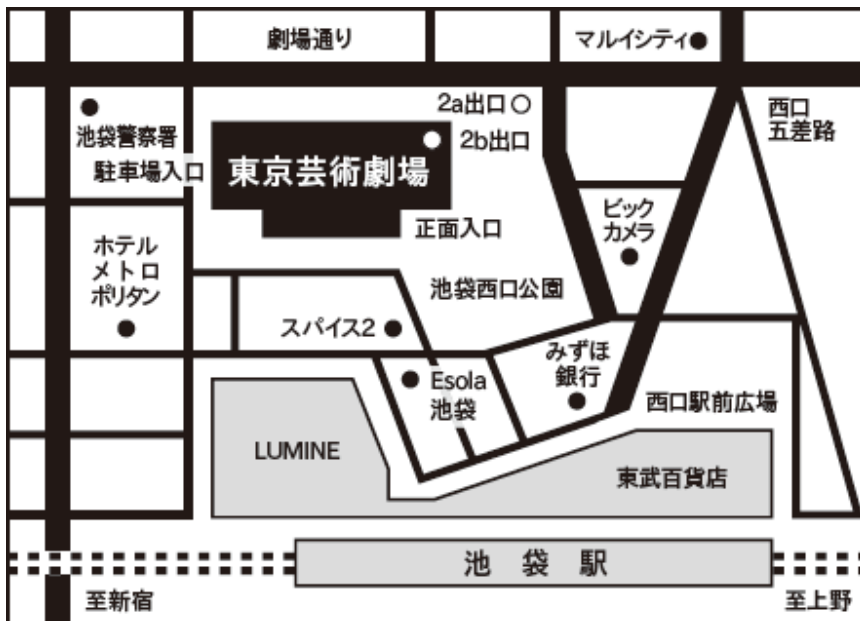 劇場通り
マルイシティ
2a出口
西口
五差路
池袋警察署
2b出口
駐車場入口
東京芸術劇場
正面入口
ビック
カメラ
ホテル
メトロ
ポリタン
池袋西口公園
スパイス2
みずほ
銀行
Esola
池袋
西口駅前広場
LUMINE
東武百貨店
池袋駅
至新宿
至上野